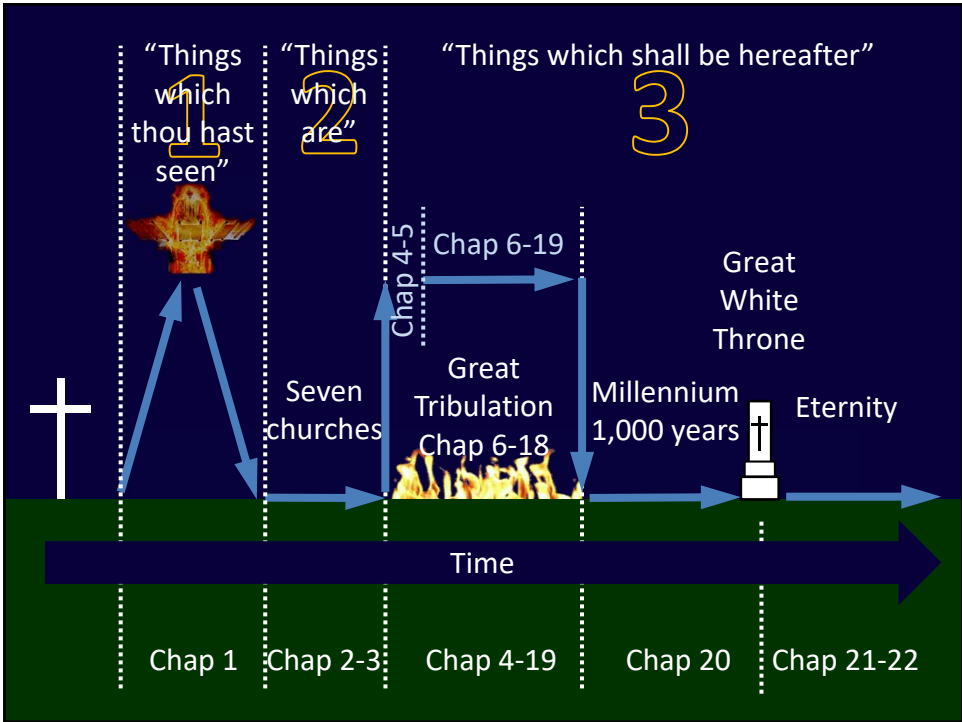 “Things
which
thou hast
seen”
1
“Things
which
are”
2
“Things which shall be hereafter”
3
Chap 4-5
Chap 6-19
Great
White
Throne
Seven
churches
Great
Tribulation
Chap 6-18
Millennium
1,000 years
Eternity
Time
Chap 1
Chap 2-3
Chap 4-19
Chap 20
Chap 21-22